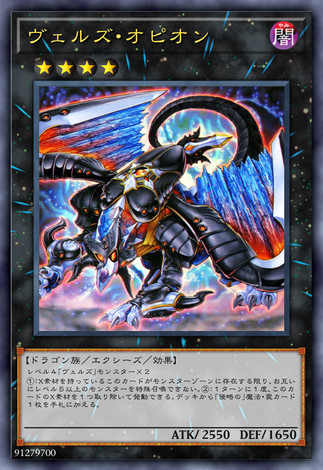 ヴェルズ・オピオン
闇
やみ
【ドラゴン族／エクシーズ／効果】
レベル４「ヴェルズ」モンスター×２
①：X素材を持っているこのカードがモンスターゾーンに存在する限り、お互い
にレベル５以上のモンスターを特殊召喚できない。②：１ターンに１度、このカー
ドのX素材を１つ取り除いて発動できる。デッキから「侵略の」魔法・罠カード
１枚を手札に加える。
ATK/ 2550 DEF/1650
91279700